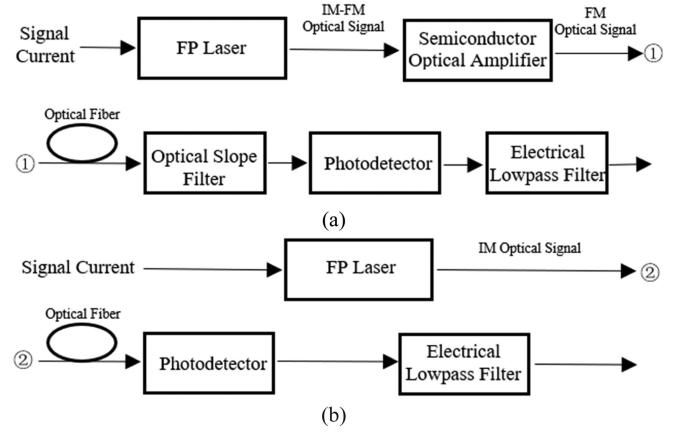 Signal
Current
FP Laser
IM-FM
Optical Signal
Semiconductor
Optical Amplifier
FM
Optical Signal
①
Optical Fiber
①
Optical Slope
Filter
Photodetector
Electrical
Lowpass Filter
(a)
Signal Current
FP Laser
IM Optical Signal
②
Optical Fiber
②
Photodetector
Electrical
Lowpass Filter
(b)